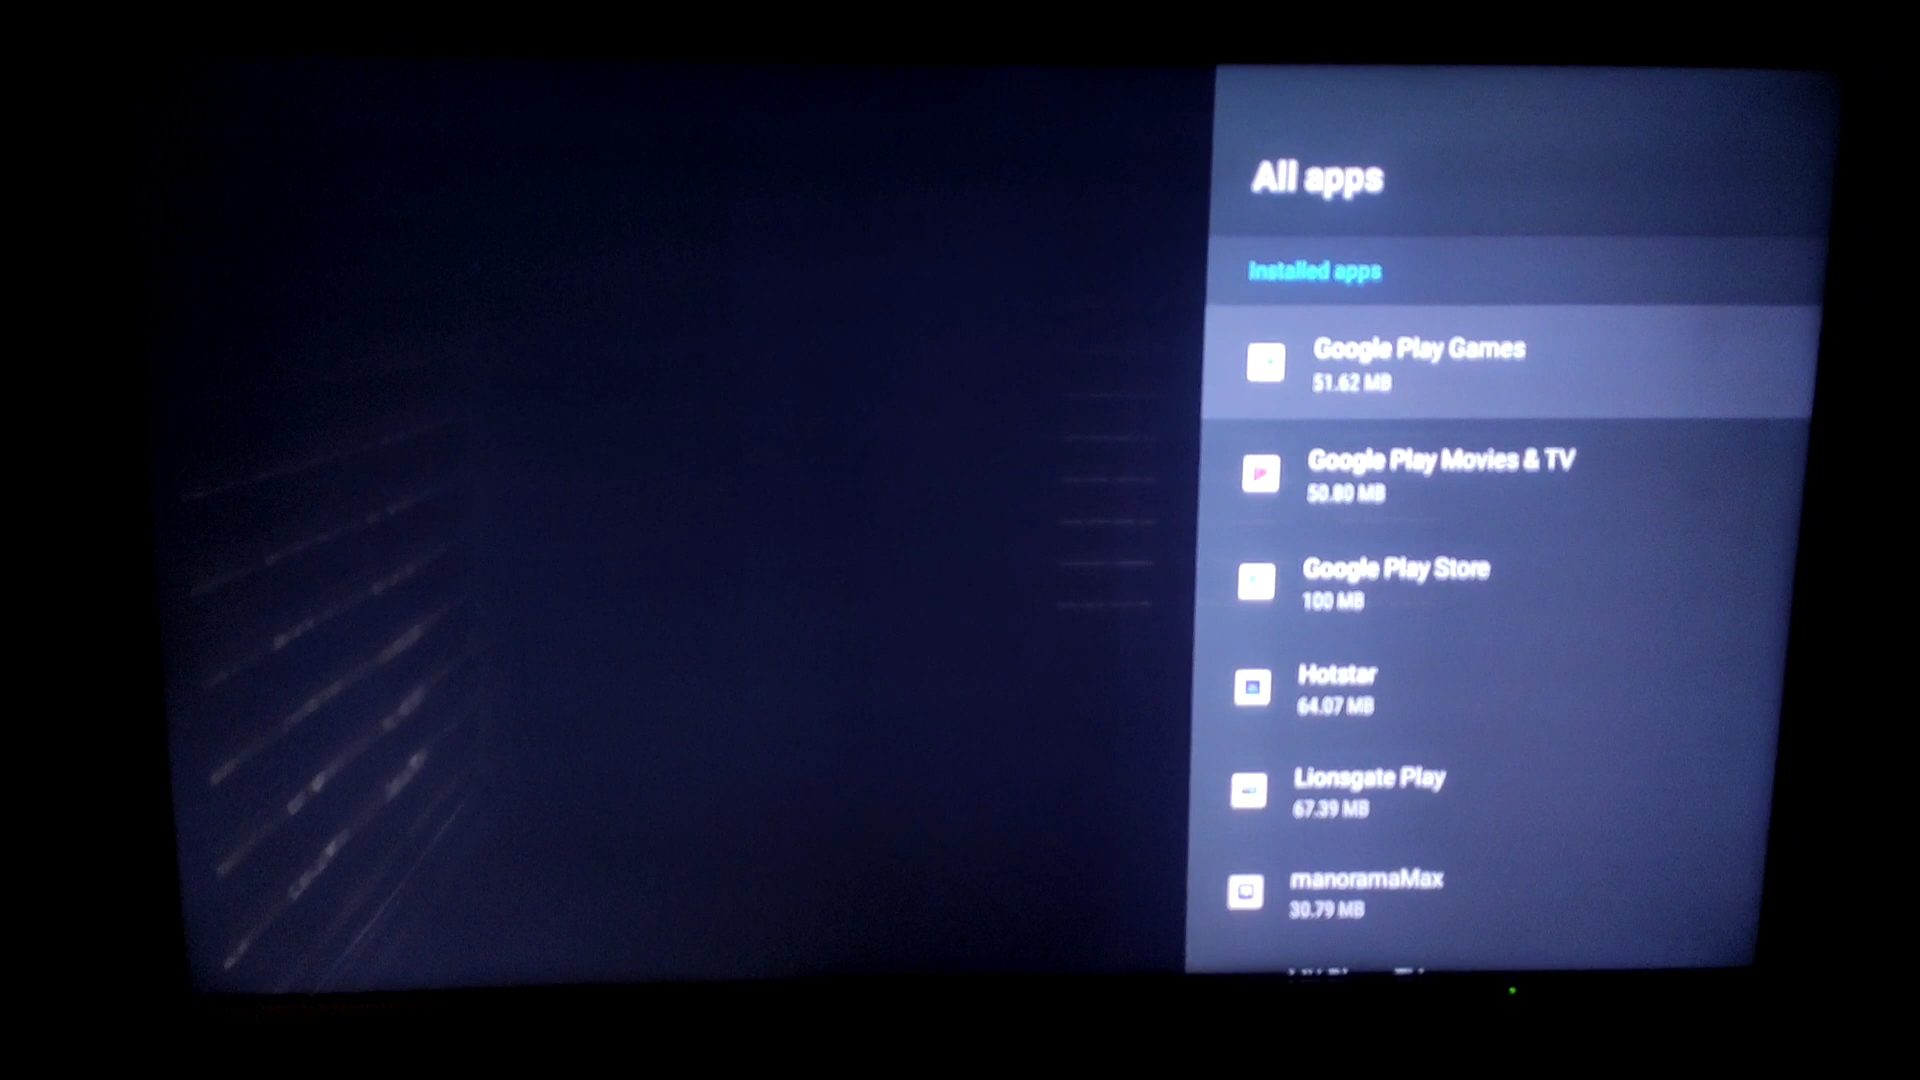 All apps
Installed apps
Google Play Games
51.62 MB
Google Play Movies & TV
50.80 MB
Google Play Store
100 MB
Hotstar
64.07 MB
Lionsgate Play
67.39 MB
manoramaMax
30.79 MB